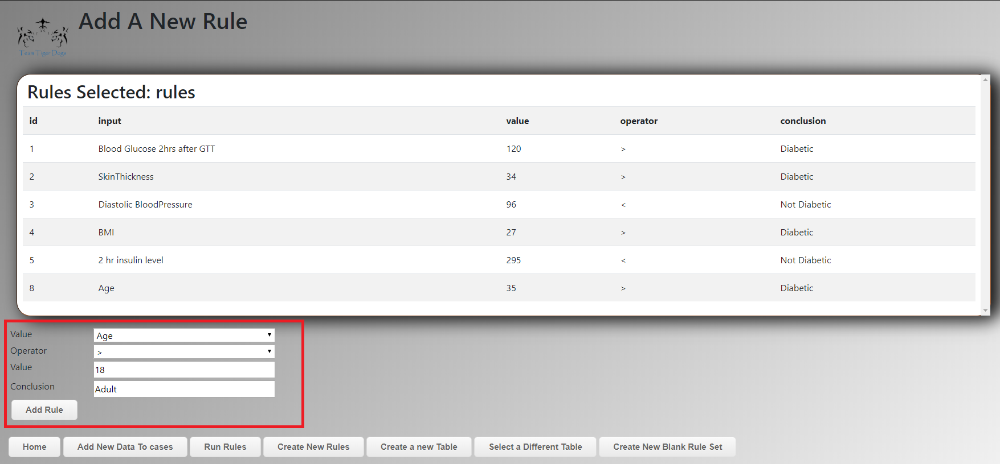 Add A New Rule
Team Tyger Dogs
Rules Selected: rules
id input value operator conclusion
1 Blood Glucose 2hrs after GTT 120 > Diabetic
2 SkinThickness 34 > Diabetic
3 Diastolic BloodPressure 96 < Not Diabetic
4 BMI 27 > Diabetic
5 2 hr insulin level 295 < Not Diabetic
8 Age 35 > Diabetic
Value Age
Operator >
Value 18
Conclusion Adult
Add Rule
Home Add New Data To cases Run Rules Create New Rules Create a new Table Select a Different Table Create New Blank Rule Set